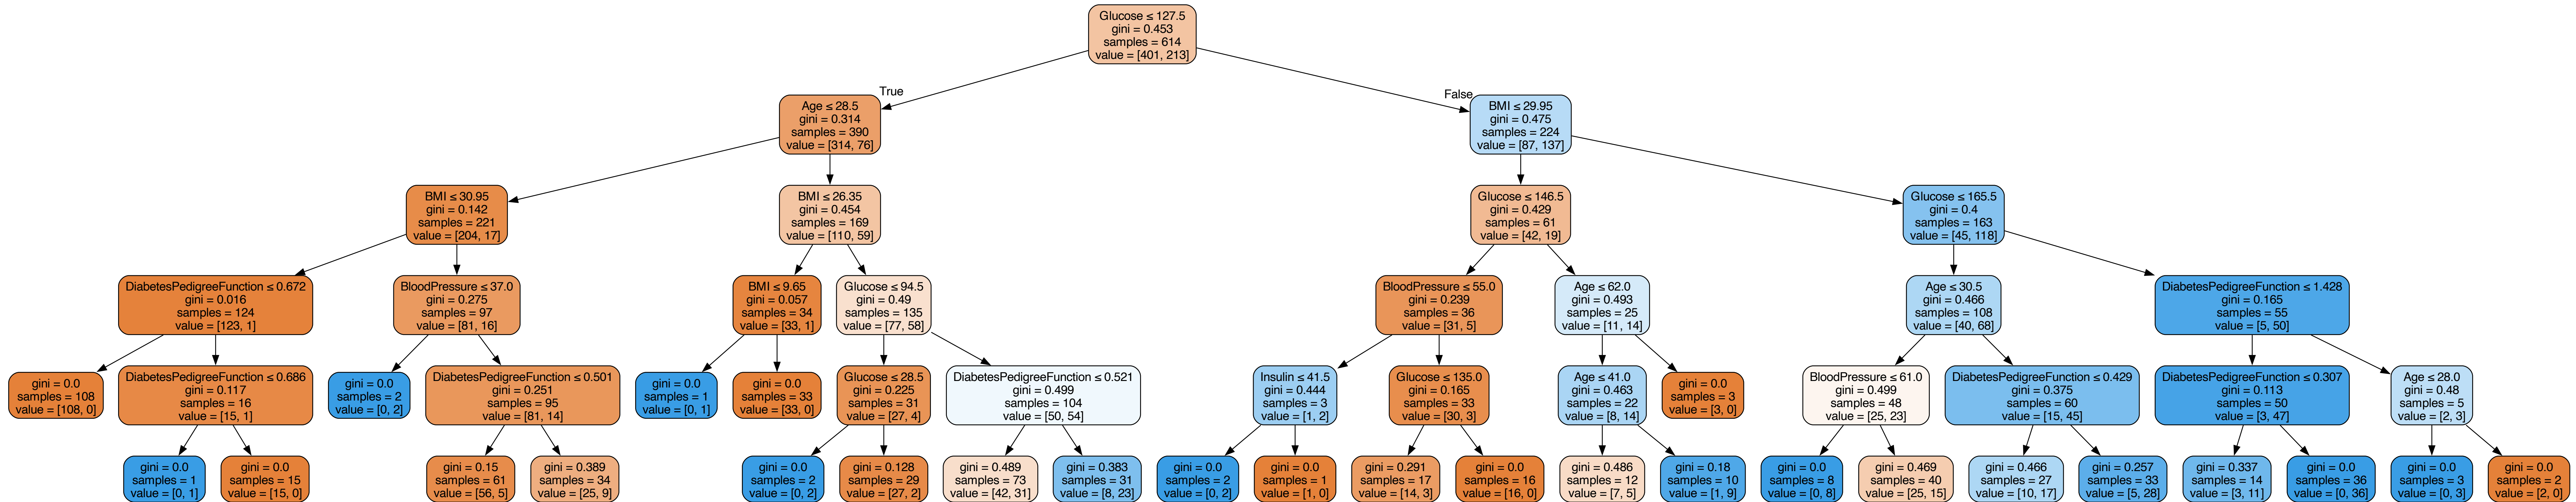 Glucose ≤ 127.5
gini = 0.453
samples = 614
value = [401, 213]
True
False
Age ≤ 28.5
gini = 0.314
samples = 390
value = [314, 76]
BMI ≤ 29.95
gini = 0.475
samples = 224
value = [87, 137]
BMI ≤ 30.95
gini = 0.142
samples = 221
value = [204, 17]
BMI ≤ 26.35
gini = 0.454
samples = 169
value = [110, 59]
Glucose ≤ 146.5
gini = 0.429
samples = 61
value = [42, 19]
Glucose ≤ 165.5
gini = 0.4
samples = 163
value = [45, 118]
DiabetesPedigreeFunction ≤ 0.672
gini = 0.016
samples = 124
value = [123, 1]
BloodPressure ≤ 37.0
gini = 0.275
samples = 97
value = [81, 16]
BMI ≤ 9.65
gini = 0.057
samples = 34
value = [33, 1]
Glucose ≤ 94.5
gini = 0.49
samples = 135
value = [77, 58]
BloodPressure ≤ 55.0
gini = 0.239
samples = 36
value = [31, 5]
Age ≤ 62.0
gini = 0.493
samples = 25
value = [11, 14]
Age ≤ 30.5
gini = 0.466
samples = 108
value = [40, 68]
DiabetesPedigreeFunction ≤ 1.428
gini = 0.165
samples = 55
value = [5, 50]
gini = 0.0
samples = 108
value = [108, 0]
DiabetesPedigreeFunction ≤ 0.686
gini = 0.117
samples = 16
value = [15, 1]
gini = 0.0
samples = 2
value = [0, 2]
DiabetesPedigreeFunction ≤ 0.501
gini = 0.251
samples = 95
value = [81, 14]
gini = 0.0
samples = 1
value = [0, 1]
gini = 0.0
samples = 33
value = [33, 0]
Glucose ≤ 28.5
gini = 0.225
samples = 31
value = [27, 4]
DiabetesPedigreeFunction ≤ 0.521
gini = 0.499
samples = 104
value = [50, 54]
Insulin ≤ 41.5
gini = 0.444
samples = 3
value = [1, 2]
Glucose ≤ 135.0
gini = 0.165
samples = 33
value = [30, 3]
Age ≤ 41.0
gini = 0.463
samples = 22
value = [8, 14]
gini = 0.0
samples = 3
value = [3, 0]
BloodPressure ≤ 61.0
gini = 0.499
samples = 48
value = [25, 23]
DiabetesPedigreeFunction ≤ 0.429
gini = 0.375
samples = 60
value = [15, 45]
DiabetesPedigreeFunction ≤ 0.307
gini = 0.113
samples = 50
value = [3, 47]
Age ≤ 28.0
gini = 0.48
samples = 5
value = [2, 3]
gini = 0.0
samples = 1
value = [0, 1]
gini = 0.0
samples = 15
value = [15, 0]
gini = 0.15
samples = 61
value = [56, 5]
gini = 0.389
samples = 34
value = [25, 9]
gini = 0.0
samples = 2
value = [0, 2]
gini = 0.128
samples = 29
value = [27, 2]
gini = 0.489
samples = 73
value = [42, 31]
gini = 0.383
samples = 31
value = [8, 23]
gini = 0.0
samples = 2
value = [0, 2]
gini = 0.0
samples = 1
value = [1, 0]
gini = 0.291
samples = 17
value = [14, 3]
gini = 0.0
samples = 16
value = [16, 0]
gini = 0.486
samples = 12
value = [7, 5]
gini = 0.18
samples = 10
value = [1, 9]
gini = 0.0
samples = 8
value = [0, 8]
gini = 0.469
samples = 40
value = [25, 15]
gini = 0.466
samples = 27
value = [10, 17]
gini = 0.257
samples = 33
value = [5, 28]
gini = 0.337
samples = 14
value = [3, 11]
gini = 0.0
samples = 36
value = [0, 36]
gini = 0.0
samples = 3
value = [0, 3]
gini = 0.0
samples = 2
value = [2, 0]